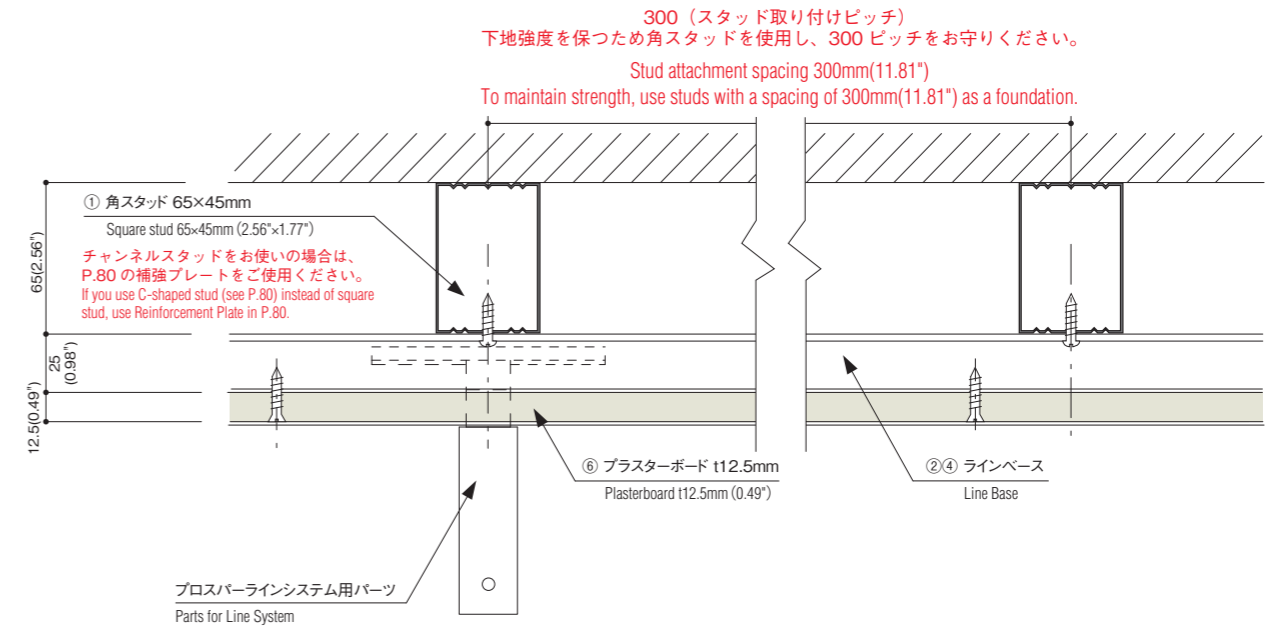 300（スタッド取り付けピッチ）
下地強度を保つため角スタッドを使用し、300 ピッチをお守りください。
Stud attachment spacing 300mm(11.81")
To maintain strength, use studs with a spacing of 300mm(11.81") as a foundation.
① 角スタッド 65×45mm
Square stud 65×45mm (2.56"×1.77")
チャンネルスタッドをお使いの場合は、
P.80 の補強プレートをご使用ください。
If you use C-shaped stud (see P.80) instead of square
stud, use Reinforcement Plate in P.80.
65(2.56")
25
(0.98")
12.5(0.49")
⑥ プラスターボード t12.5mm
Plasterboard t12.5mm (0.49")
②④ ラインベース
Line Base
プロスパーラインシステム用パーツ
Parts for Line System